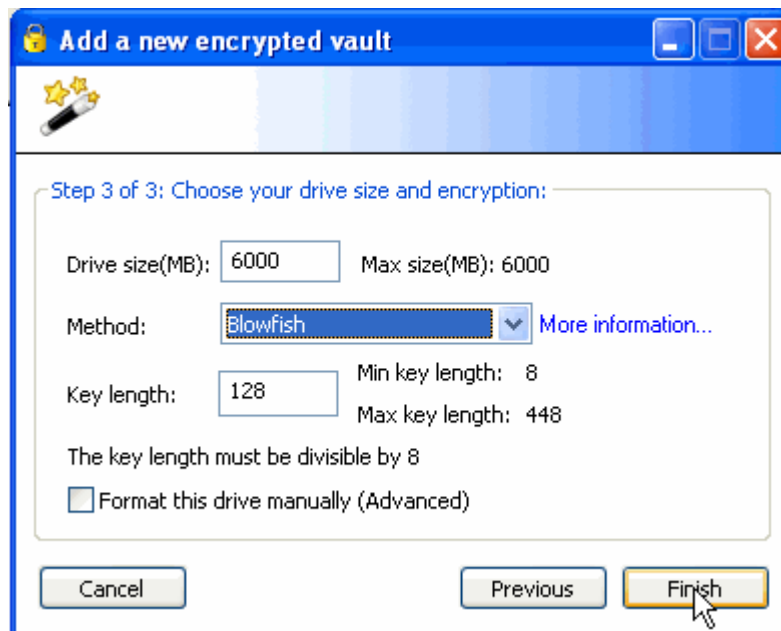 Add a new encrypted vault
Step 3 of 3: Choose your drive size and encryption:
Drive size(MB): 6000 Max size(MB): 6000
Method: Blowfish More information...
Key length: 128 Min key length: 8
Max key length: 448
The key length must be divisible by 8
Format this drive manually (Advanced)
Cancel Previous Finish